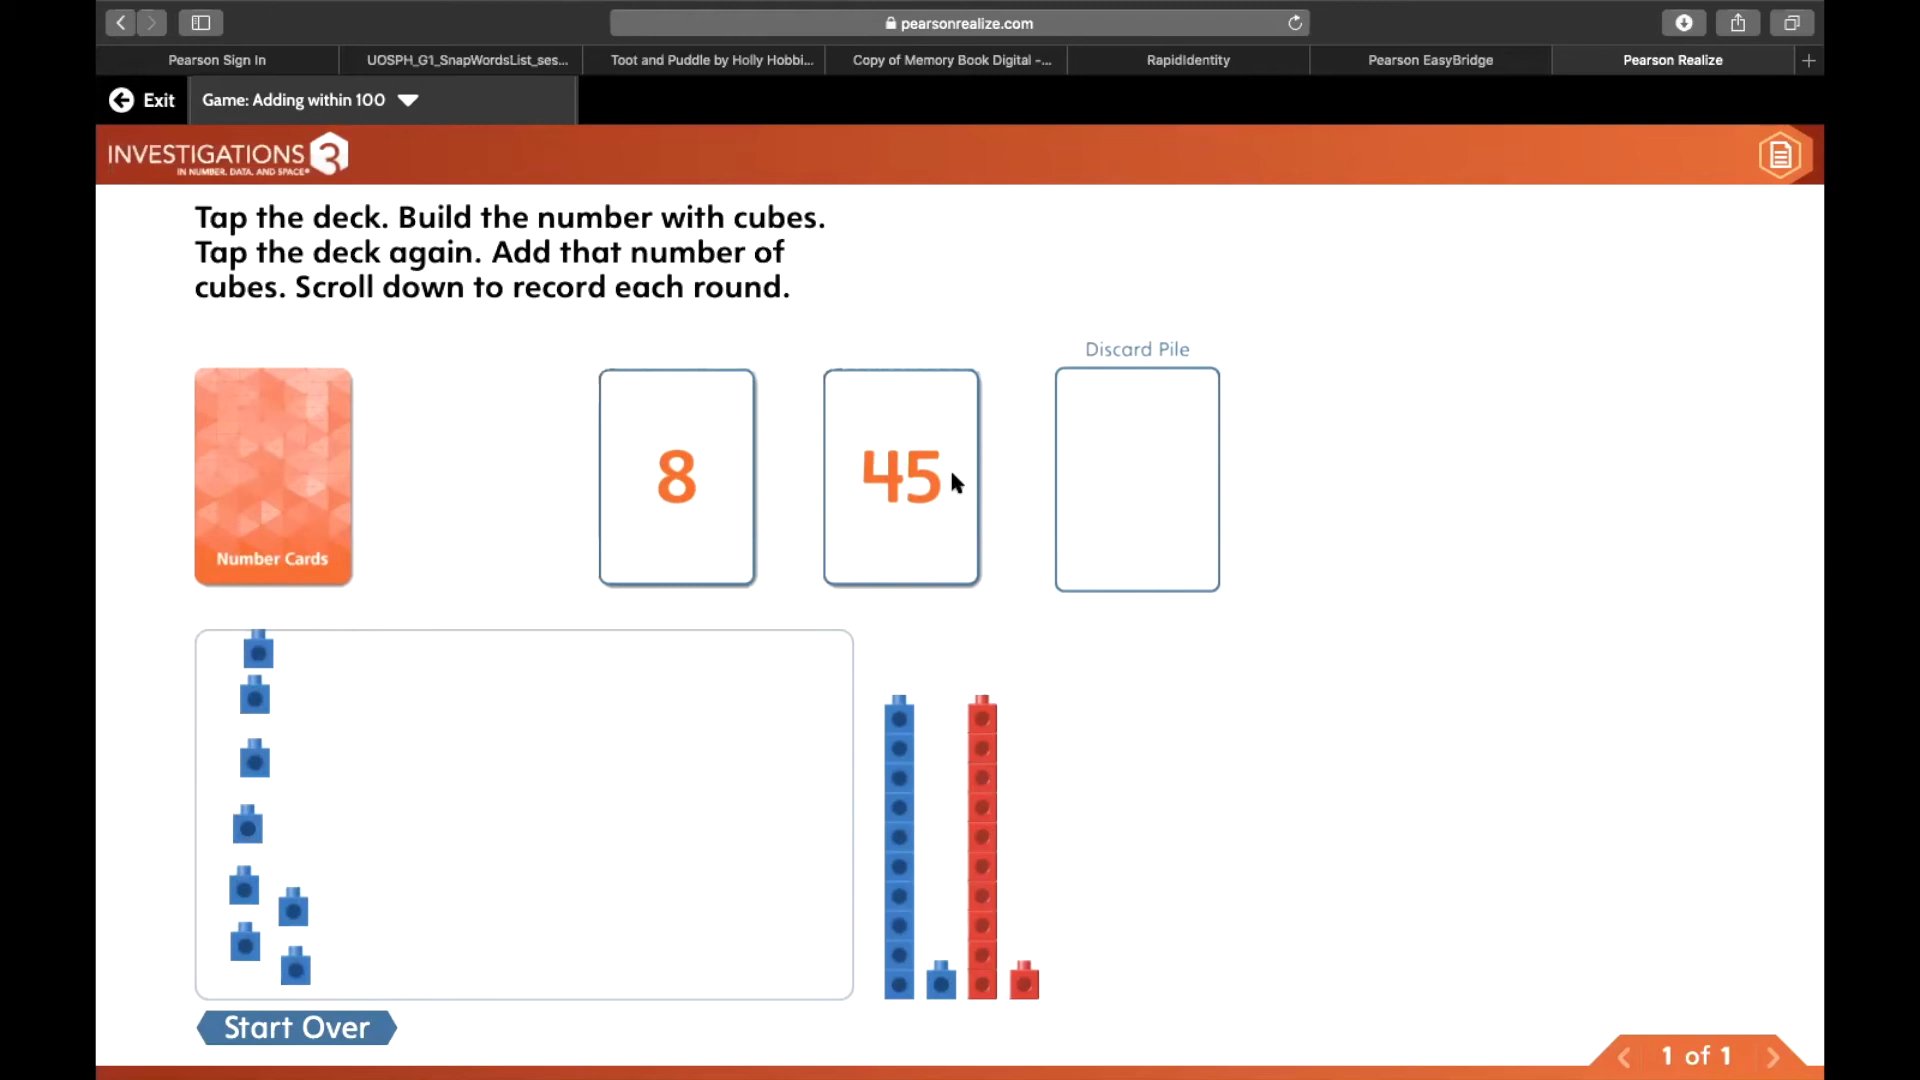 pearsonrealize.com
Pearson Sign In
UOSPH_G1_SnapWordsList_ses...
Toot and Puddle by Holly Hobbi...
Copy of Memory Book Digital -...
RapidIdentity
Pearson EasyBridge
Pearson Realize
Exit
Game: Adding within 100
INVESTIGATIONS 3
IN NUMBER, DATA, AND SPACE®
Tap the deck. Build the number with cubes.
Tap the deck again. Add that number of
cubes. Scroll down to record each round.
Discard Pile
8
45
Number Cards
Start Over
1 of 1